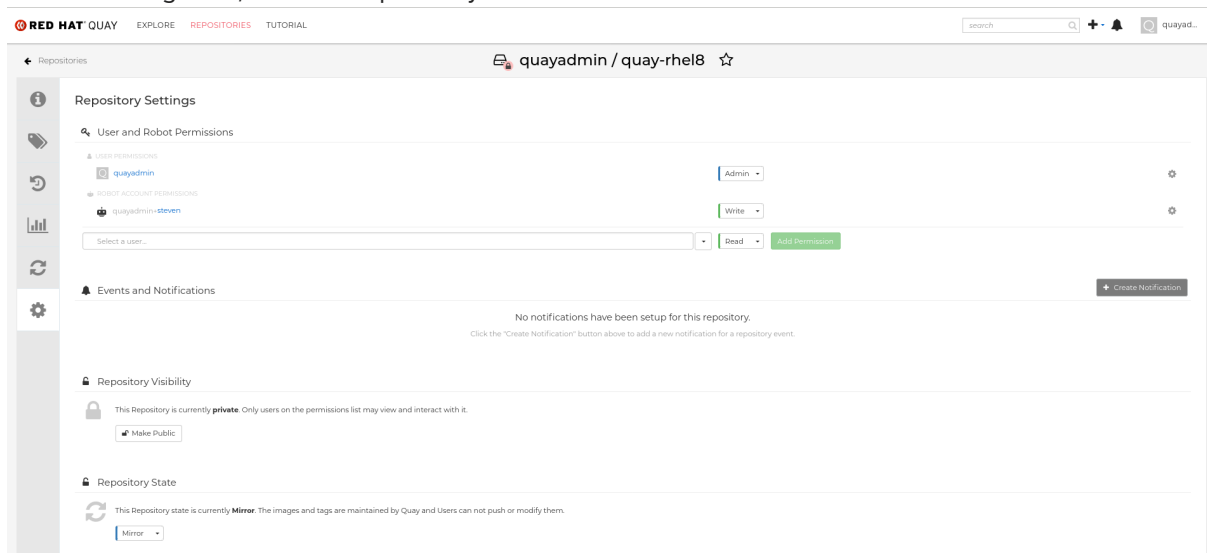 RED HAT QUAY EXPLORE REPOSITORIES TUTORIAL search quayad...
Repositories quayadmin / quay-rhel8
Repository Settings
User and Robot Permissions
USER PERMISSIONS
quayadmin Admin
ROBOT ACCOUNT PERMISSIONS
quayadmin+steven Write
Select a user... Read Add Permission
Events and Notifications + Create Notification
No notifications have been setup for this repository.
Click the "Create Notification" button above to add a new notification for a repository event.
Repository Visibility
This Repository is currently private. Only users on the permissions list may view and interact with it.
Make Public
Repository State
This Repository state is currently Mirror. The images and tags are maintained by Quay and Users can not push or modify them.
Mirror